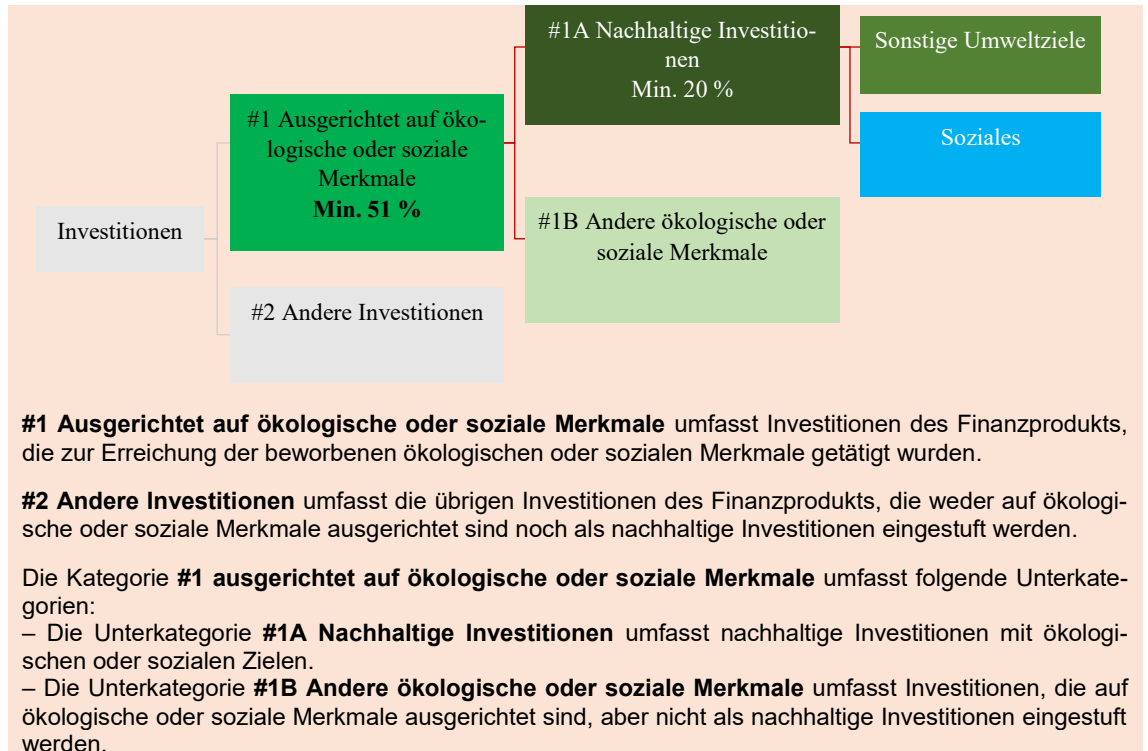 #1A Nachhaltige Investitio-
nen
Min. 20 %
Sonstige Umweltziele
#1 Ausgerichtet auf öko-
logische oder soziale
Merkmale
Min. 51 %
Soziales
Investitionen
#1B Andere ökologische oder
soziale Merkmale
#2 Andere Investitionen
#1 Ausgerichtet auf ökologische oder soziale Merkmale umfasst Investitionen des Finanzprodukts,
die zur Erreichung der beworbenen ökologischen oder sozialen Merkmale getätigt wurden.
#2 Andere Investitionen umfasst die übrigen Investitionen des Finanzprodukts, die weder auf ökologi-
sche oder soziale Merkmale ausgerichtet sind noch als nachhaltige Investitionen eingestuft werden.
Die Kategorie #1 ausgerichtet auf ökologische oder soziale Merkmale umfasst folgende Unterkate-
gorien:
– Die Unterkategorie #1A Nachhaltige Investitionen umfasst nachhaltige Investitionen mit ökologi-
schen oder sozialen Zielen.
– Die Unterkategorie #1B Andere ökologische oder soziale Merkmale umfasst Investitionen, die auf
ökologische oder soziale Merkmale ausgerichtet sind, aber nicht als nachhaltige Investitionen eingestuft
werden.